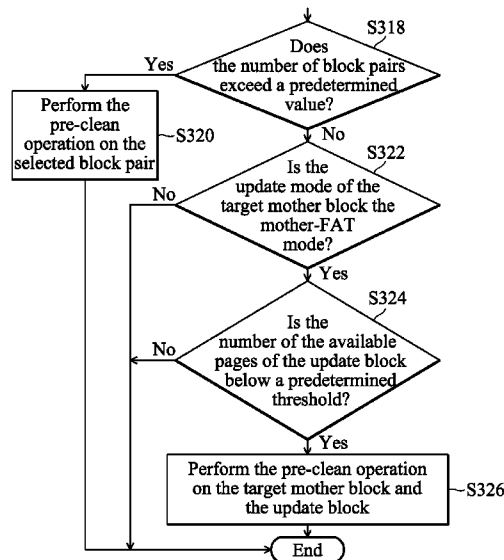 S318
Does
the number of block pairs
exceed a predetermined
value?
Yes
Perform the
pre-clean
operation on the
selected block pair
S320
No
S322
Is the
update mode of the
target mother block the
mother-FAT
mode?
No
Yes
S324
Is the
number of the available
pages of the update block
below a predetermined
threshold?
No
Yes
Perform the pre-clean operation
on the target mother block and
the update block
S326
End